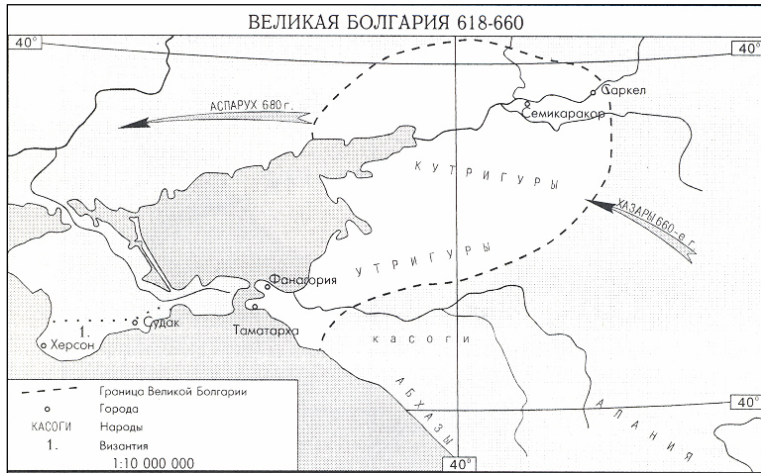 ВЕЛИКАЯ БОЛГАРИЯ 618-660
40°
40°
АСПАРУХ 680 г.
Саркел
Семикаракор
КУТРИГУРЫ
ХАЗАРЫ 660-е г.
УТРИГУРЫ
Фанагория
Таматарха
Судак
1.
Херсон
касоги
АБХАЗЫ
АЛАНИЯ
40°
40°
Граница Великой Болгарии
Города
КАСОГИ Народы
1. Византия
1:10 000 000